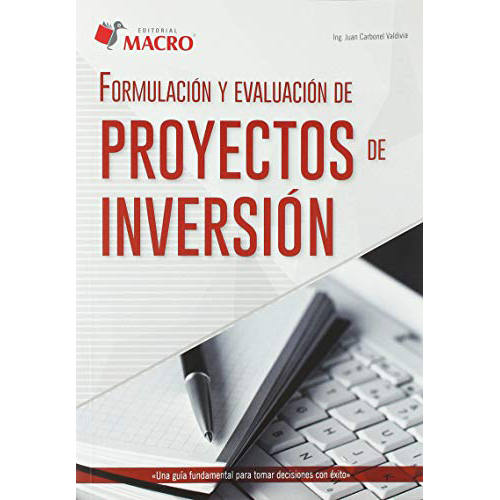 EDITORIAL
MACRO®
Ing. Juan Carbonel Valdivia
FORMULACIÓN Y EVALUACIÓN DE
PROYECTOS DE
INVERSIÓN
«Una guía fundamental para tomar decisiones con éxito»